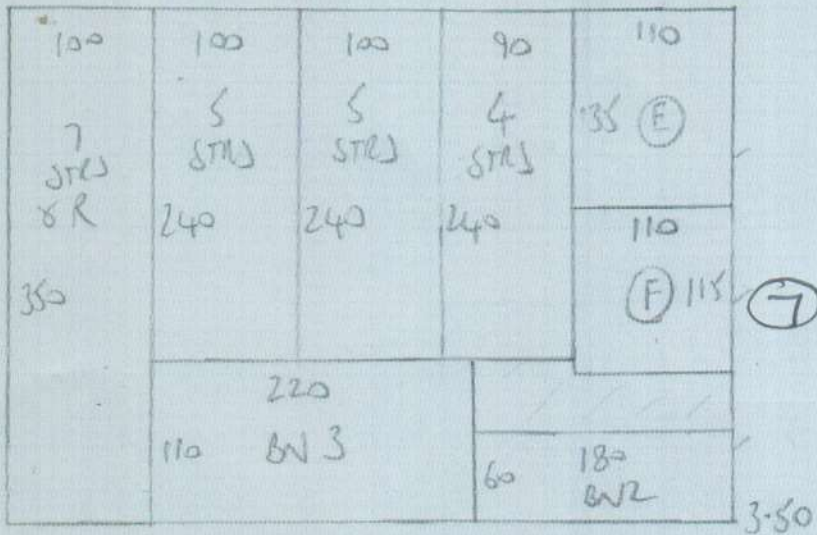 100 100 100 90 110
7 5 5 4 135 E
STRS STRS STRS STRS
& R
240 240 240 110
350 F 115 7
220
110 BN 3 60 180
BN2
3.50